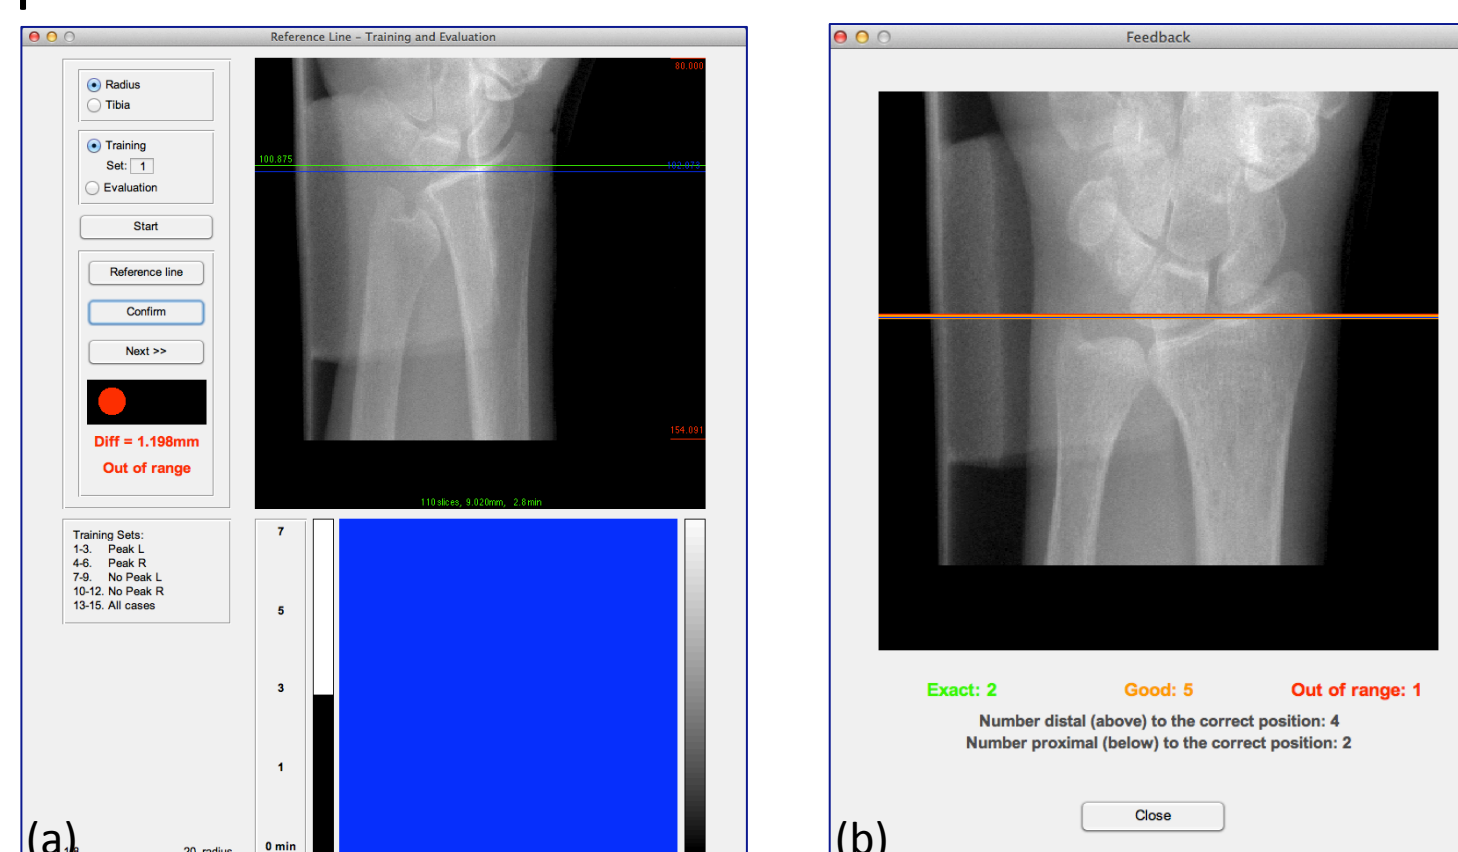 Reference Line – Training and Evaluation
Radius
Tibia
Training
Set: 1
Evaluation
Start
Reference line
Confirm
Next >>
Diff = 1.198mm
Out of range
80.000
100.875
154.091
110 slices, 9.020mm, 2.8min
Training Sets:
1-3. Peak L
4-6. Peak R
7-9. No Peak L
10-12. No Peak R
13-15. All cases
7
5
3
1
0 min
(a)
Feedback
Exact: 2
Good: 5
Out of range: 1
Number distal (above) to the correct position: 4
Number proximal (below) to the correct position: 2
Close
(b)